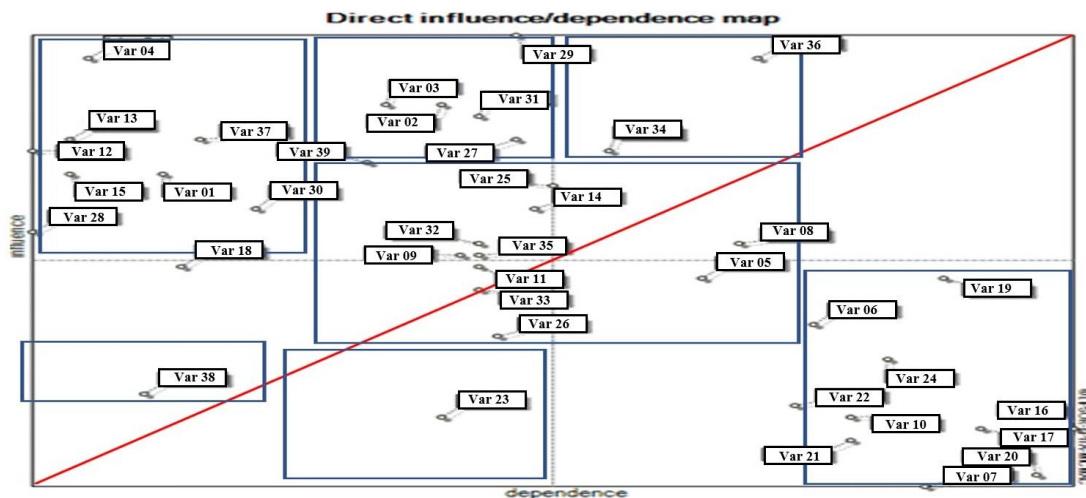 Direct influence/dependence map
Var 04
Var 29
Var 36
Var 03
Var 31
Var 13
Var 02
Var 37
Var 34
Var 12
Var 39
Var 27
Var 25
Var 15
Var 01
Var 30
Var 14
Var 28
influence
Var 32
Var 08
Var 18
Var 09
Var 35
Var 05
Var 11
Var 19
Var 33
Var 06
Var 26
Var 38
Var 24
Var 23
Var 22
Var 16
Var 10
Var 17
Var 21
Var 20
Var 07
dependence